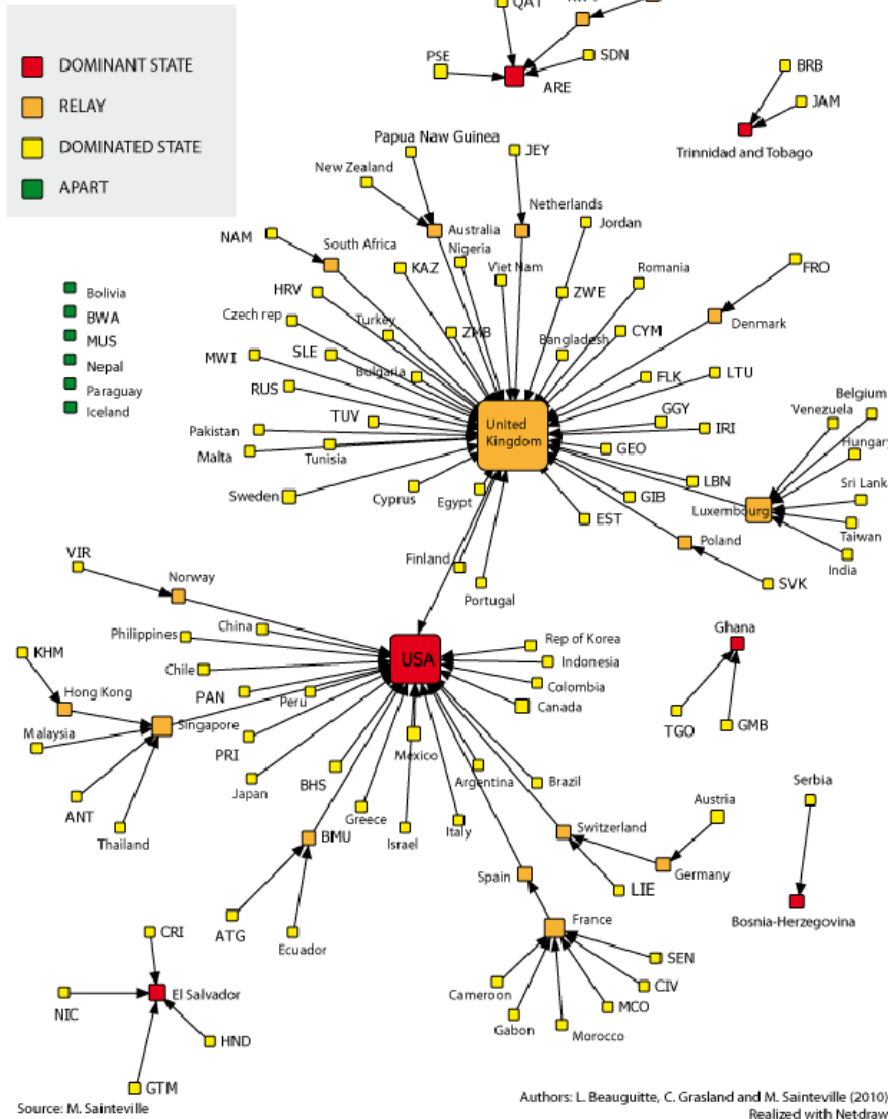 QAT
PSE
SDN
ARE
DOMINANT STATE
RELAY
DOMINATED STATE
APART
BRB
JAM
Trinnidad and Tobago
Papua Naw Guinea
JEY
New Zealand
Netherlands
Jordan
Australia
Nigeria
NAM
South Africa
KAZ
Viet Nam
Romania
FRO
HRV
ZWE
Denmark
Czech rep
Turkey
ZMB
Bangladesh
CYM
Bolivia
BWA
MUS
Nepal
Paraguay
Iceland
MWI
SLE
Bulgaria
FLK
LTU
RUS
TUV
GGY
IRI
Belgium
Venezuela
Pakistan
United
Kingdom
GEO
Hungary
Malta
Tunisia
LBN
Sri Lanka
Sweden
Cyprus
Egypt
GIB
Luxembourg
EST
Taiwan
Poland
India
Finland
SVK
Portugal
VIR
Norway
China
Philippines
Rep of Korea
Ghana
KHM
Chile
USA
Indonesia
Hong Kong
PAN
Peru
Colombia
Canada
Malaysia
Singapore
TGO
GMB
PRI
Mexico
Japan
BHS
Argentina
Brazil
Serbia
ANT
Greece
Austria
Thailand
BMU
Israel
Italy
Switzerland
Spain
Germany
LIE
Bosnia-Herzegovina
ATG
Ecuador
France
CRI
SEN
El Salvador
Cameroon
CIV
NIC
Gabon
MCO
Morocco
HND
GTM
Source: M. Sainteville
Authors: L. Beauguitte, C. Grasland and M. Sainteville (2010)
Realized with Netdraw